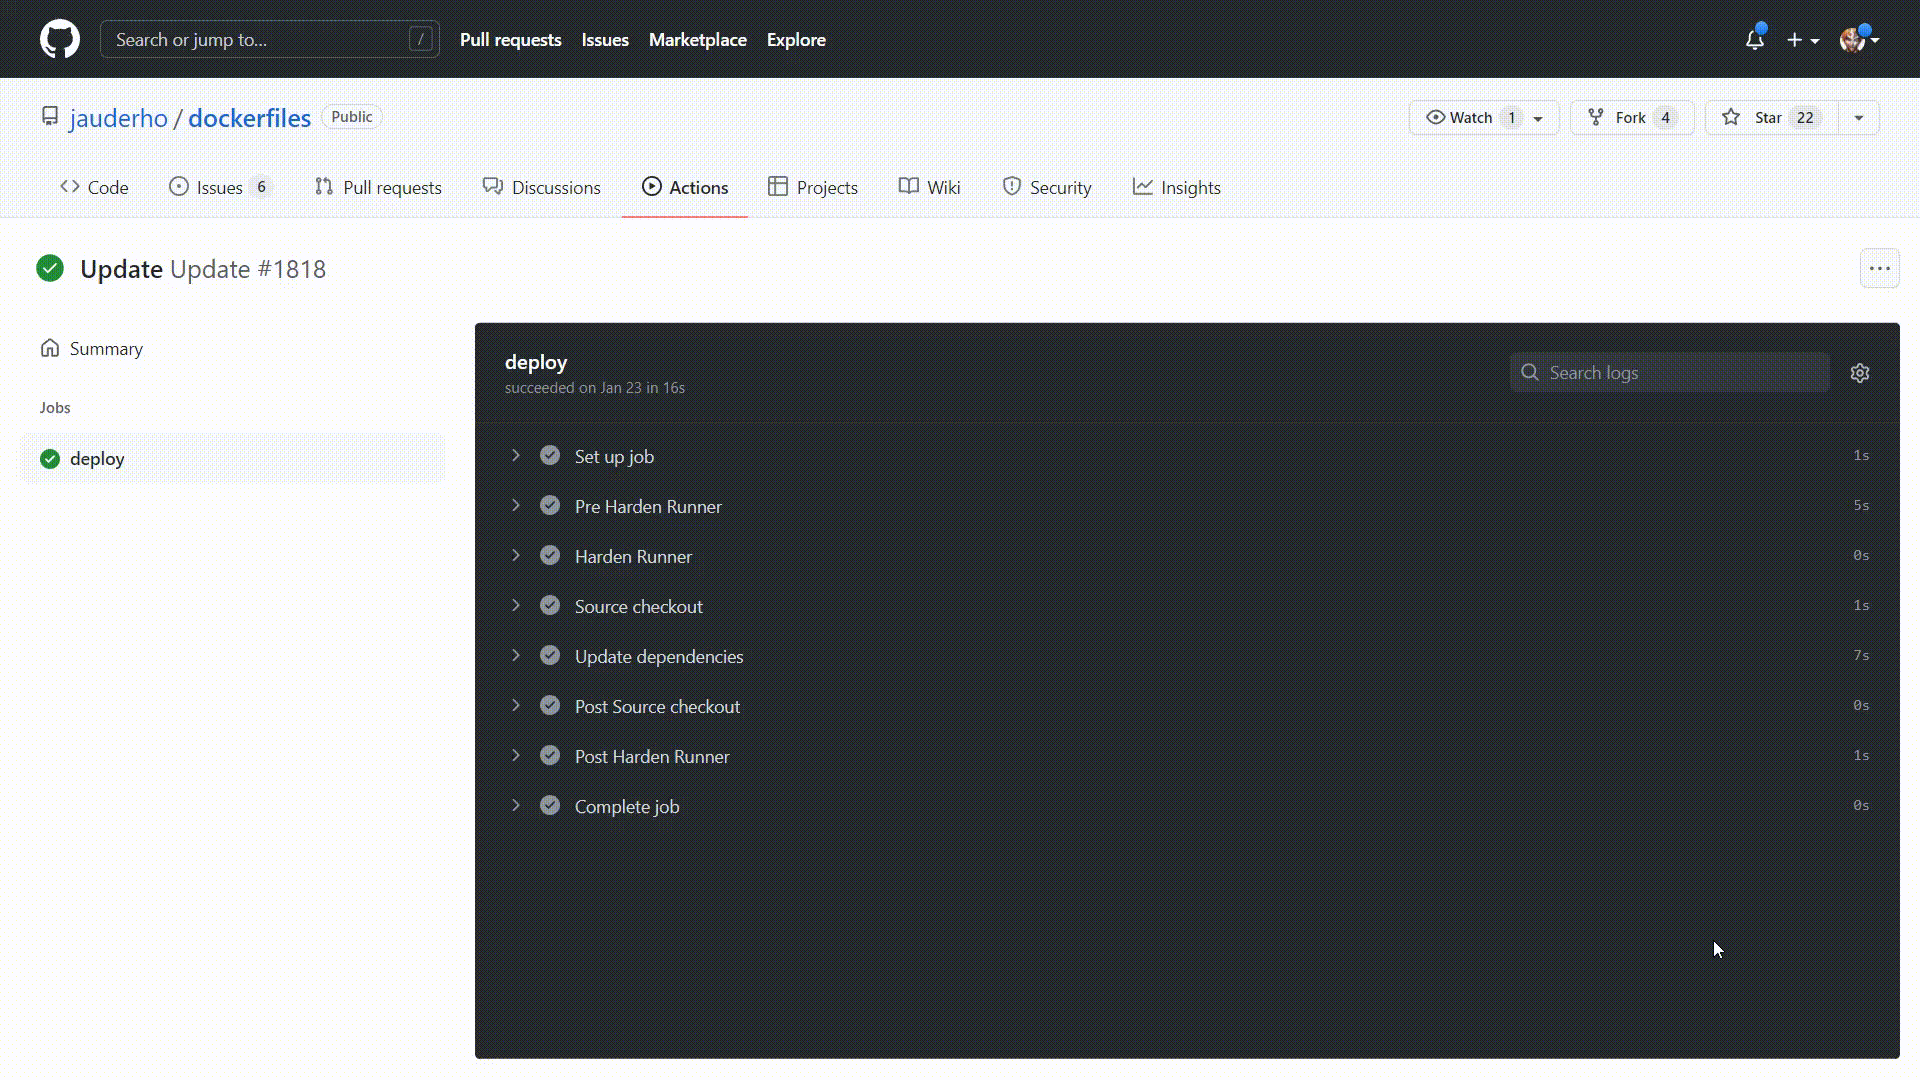 Search or jump to... /
Pull requests Issues Marketplace Explore
jauderho / dockerfiles Public
Watch 1 Fork 4 Star 22
Code Issues 6 Pull requests Discussions Actions Projects Wiki Security Insights
Update Update #1818
Summary
Jobs
deploy
deploy
succeeded on Jan 23 in 16s
Search logs
Set up job 1s
Pre Harden Runner 5s
Harden Runner 0s
Source checkout 1s
Update dependencies 7s
Post Source checkout 0s
Post Harden Runner 1s
Complete job 0s